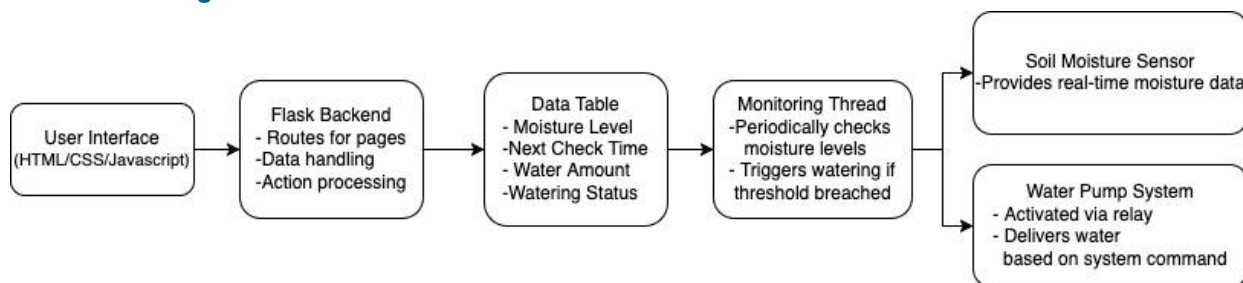 User Interface
(HTML/CSS/Javascript)
Flask Backend
- Routes for pages
-Data handling
-Action processing
Data Table
- Moisture Level
-Next Check Time
- Water Amount
-Watering Status
Monitoring Thread
-Periodically checks
moisture levels
- Triggers watering if
threshold breached
Soil Moisture Sensor
-Provides real-time moisture data
Water Pump System
- Activated via relay
- Delivers water
based on system command